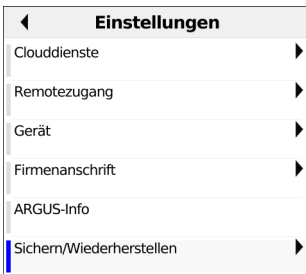 Einstellungen
Clouddienste
Remotezugang
Gerät
Firmenanschrift
ARGUS-Info
Sichern/Wiederherstellen